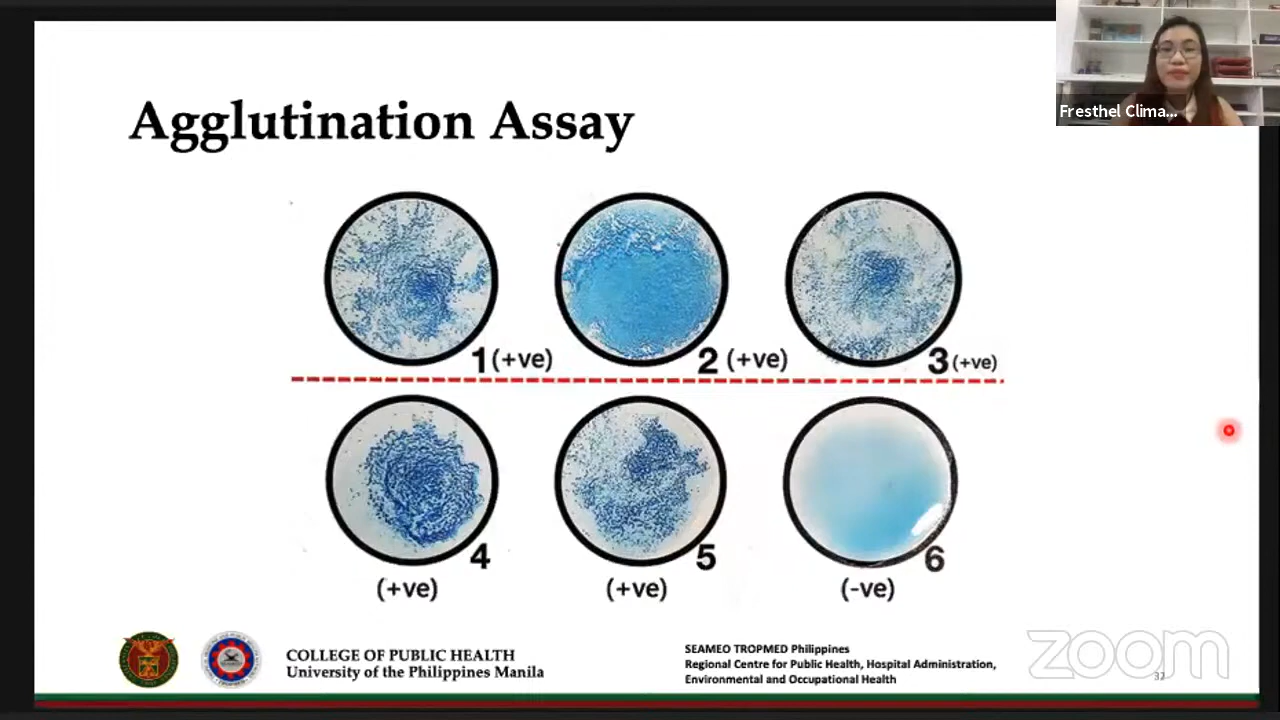 Fresthel Clima...
Agglutination Assay
1 (+ve)
2 (+ve)
3 (+ve)
4
(+ve)
5
(+ve)
6
(-ve)
COLLEGE OF PUBLIC HEALTH
University of the Philippines Manila
SEAMEO TROPMED Philippines
Regional Centre for Public Health, Hospital Administration,
Environmental and Occupational Health
zoom